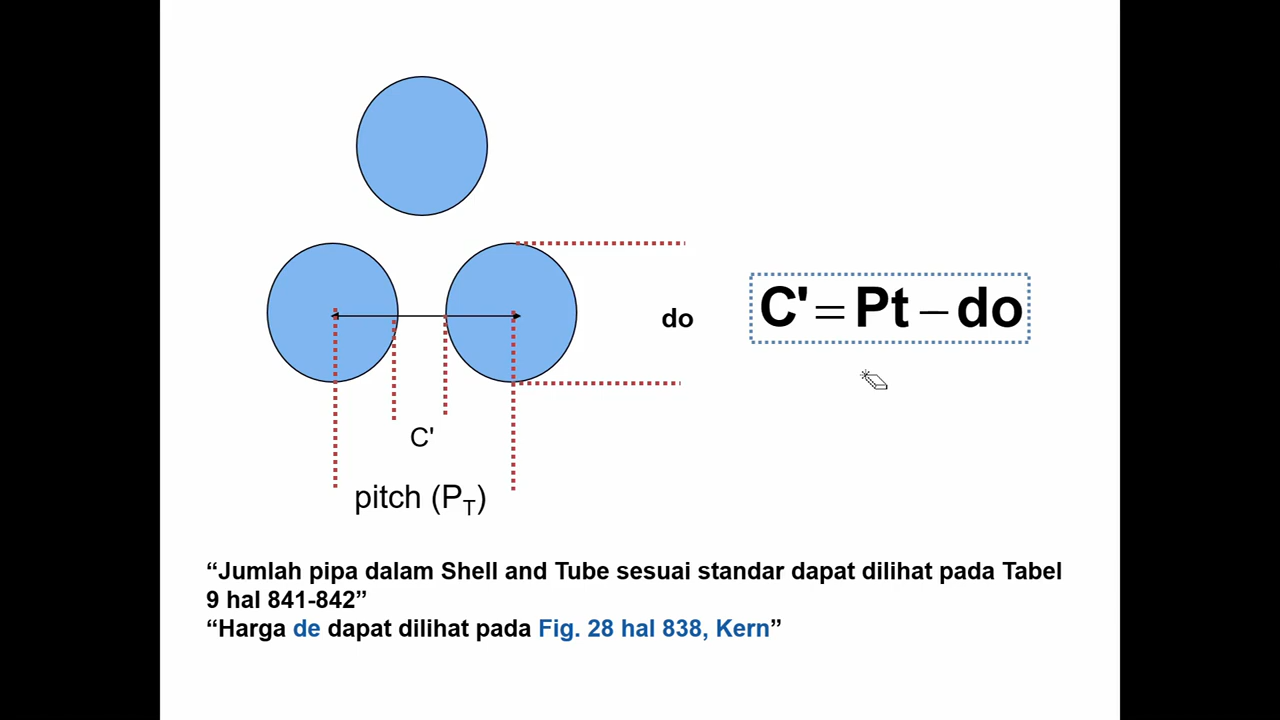 do
C' = Pt – do
C'
pitch (P_T)
“Jumlah pipa dalam Shell and Tube sesuai standar dapat dilihat pada Tabel
9 hal 841-842”
“Harga de dapat dilihat pada Fig. 28 hal 838, Kern”